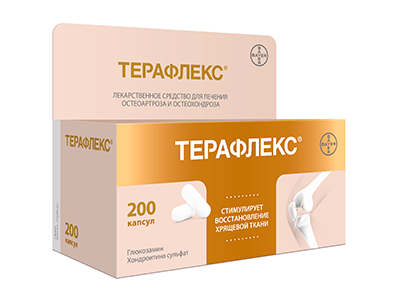 ТЕРАФЛЕКС®
BAYER
ЛЕКАРСТВЕННОЕ СРЕДСТВО ДЛЯ ЛЕЧЕНИЯ
ОСТЕОАРТРОЗА И ОСТЕОХОНДРОЗА
ТЕРАФЛЕКС®
BAYER
200
капсул
СТИМУЛИРУЕТ
ВОССТАНОВЛЕНИЕ
ХРЯЩЕВОЙ ТКАНИ
Глюкозамин
Хондроитина сульфат
ТЕРАФЛЕКС®
200
капсул